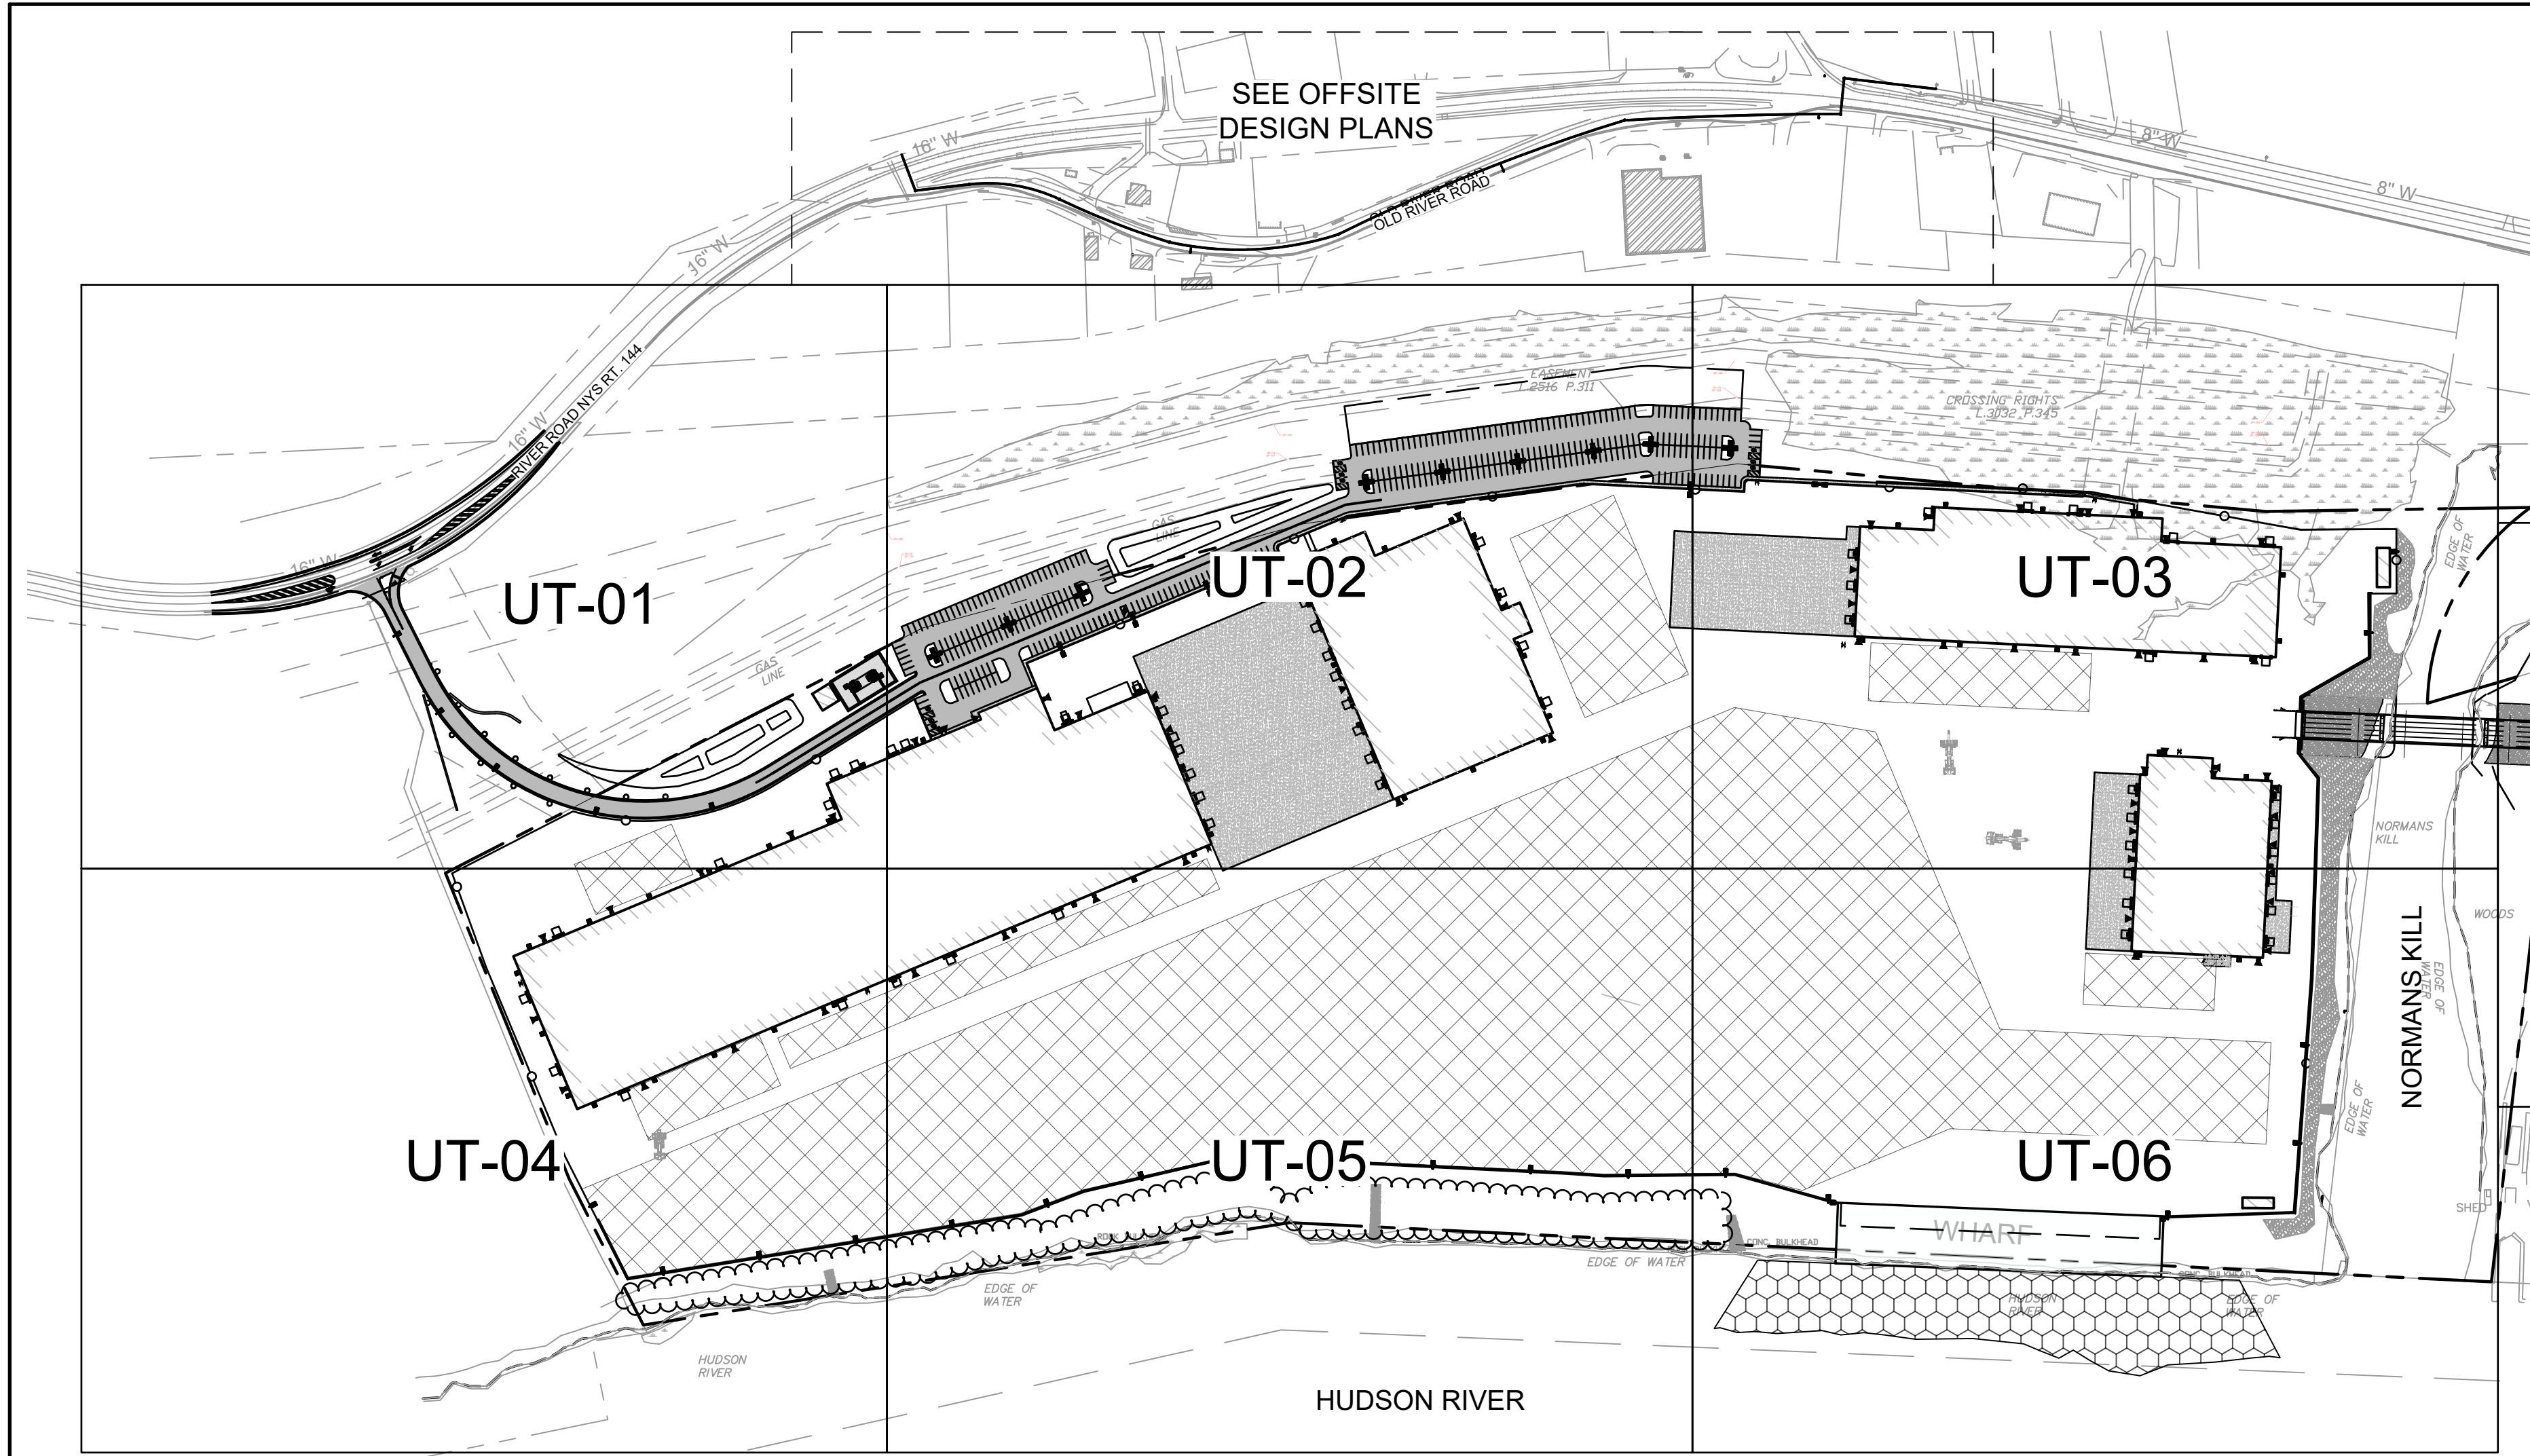 SEE OFFSITE
DESIGN PLANS
16" W
8" W
8" W
OLD RIVER ROAD
16" W
RIVER ROAD NYS RT. 144
16" W
16" W
EASEMENT
L.2516 P.311
CROSSING RIGHTS
L.3032 P.345
GAS
LINE
EDGE OF
WATER
UT-01
UT-02
UT-03
GAS
LINE
NORMANS
KILL
WOODS
NORMANS KILL
EDGE OF
WATER
EDGE OF
WATER
UT-04
UT-05
UT-06
SHED
WHARF
CONC. BULKHEAD
EDGE OF WATER
CONC. BULKHEAD
EDGE OF
WATER
HUDSON
RIVER
EDGE OF
WATER
HUDSON
RIVER
HUDSON RIVER